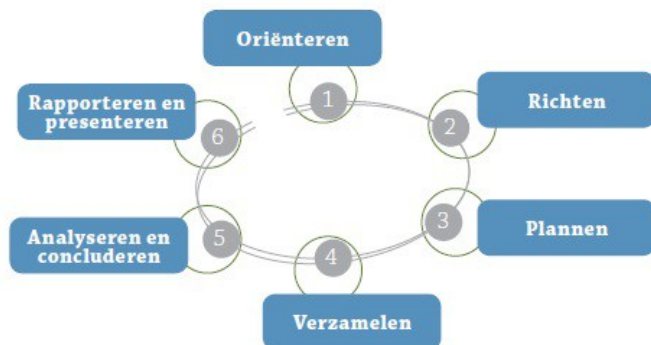 Oriënteren
1
Richten
2
Plannen
3
Verzamelen
4
Analyseren en
concluderen
5
Rapporteren en
presenteren
6